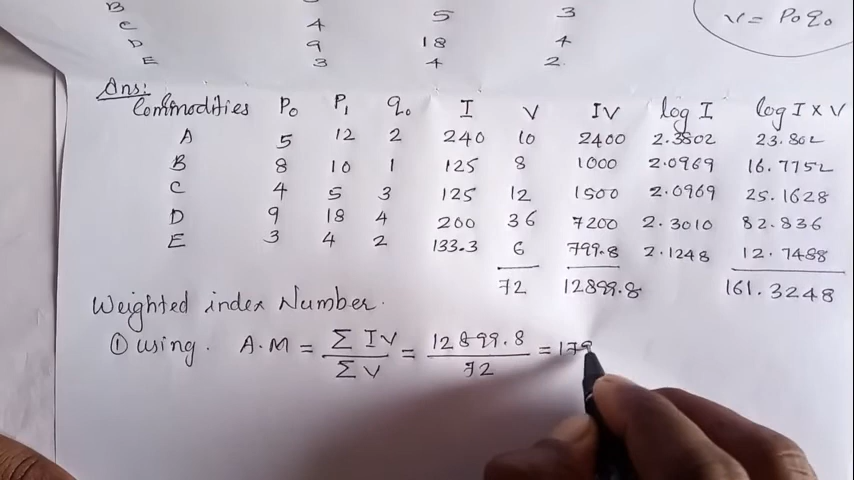 B 3
C 4 5 3
D 9 18 4
E 3 4 2
V = P₀q₀
Ans:
Commodities P₀ P₁ q₀ I V IV log I log I x V
A 5 12 2 240 10 2400 2.3802 23.802
B 8 10 1 125 8 1000 2.0969 16.7752
C 4 5 3 125 12 1500 2.0969 25.1628
D 9 18 4 200 36 7200 2.3010 82.836
E 3 4 2 133.3 6 799.8 2.1248 12.7488
72 12899.8 161.3248
Weighted index Number.
① using. A.M = Σ IV / Σ V = 12899.8 / 72 = 179